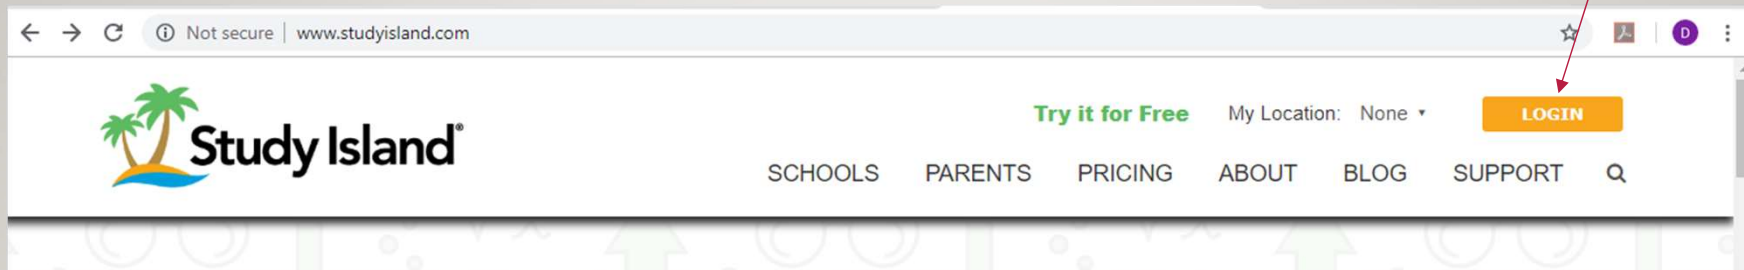 Not secure | www.studyisland.com
D
Try it for Free My Location: None LOGIN
Study Island®
SCHOOLS PARENTS PRICING ABOUT BLOG SUPPORT